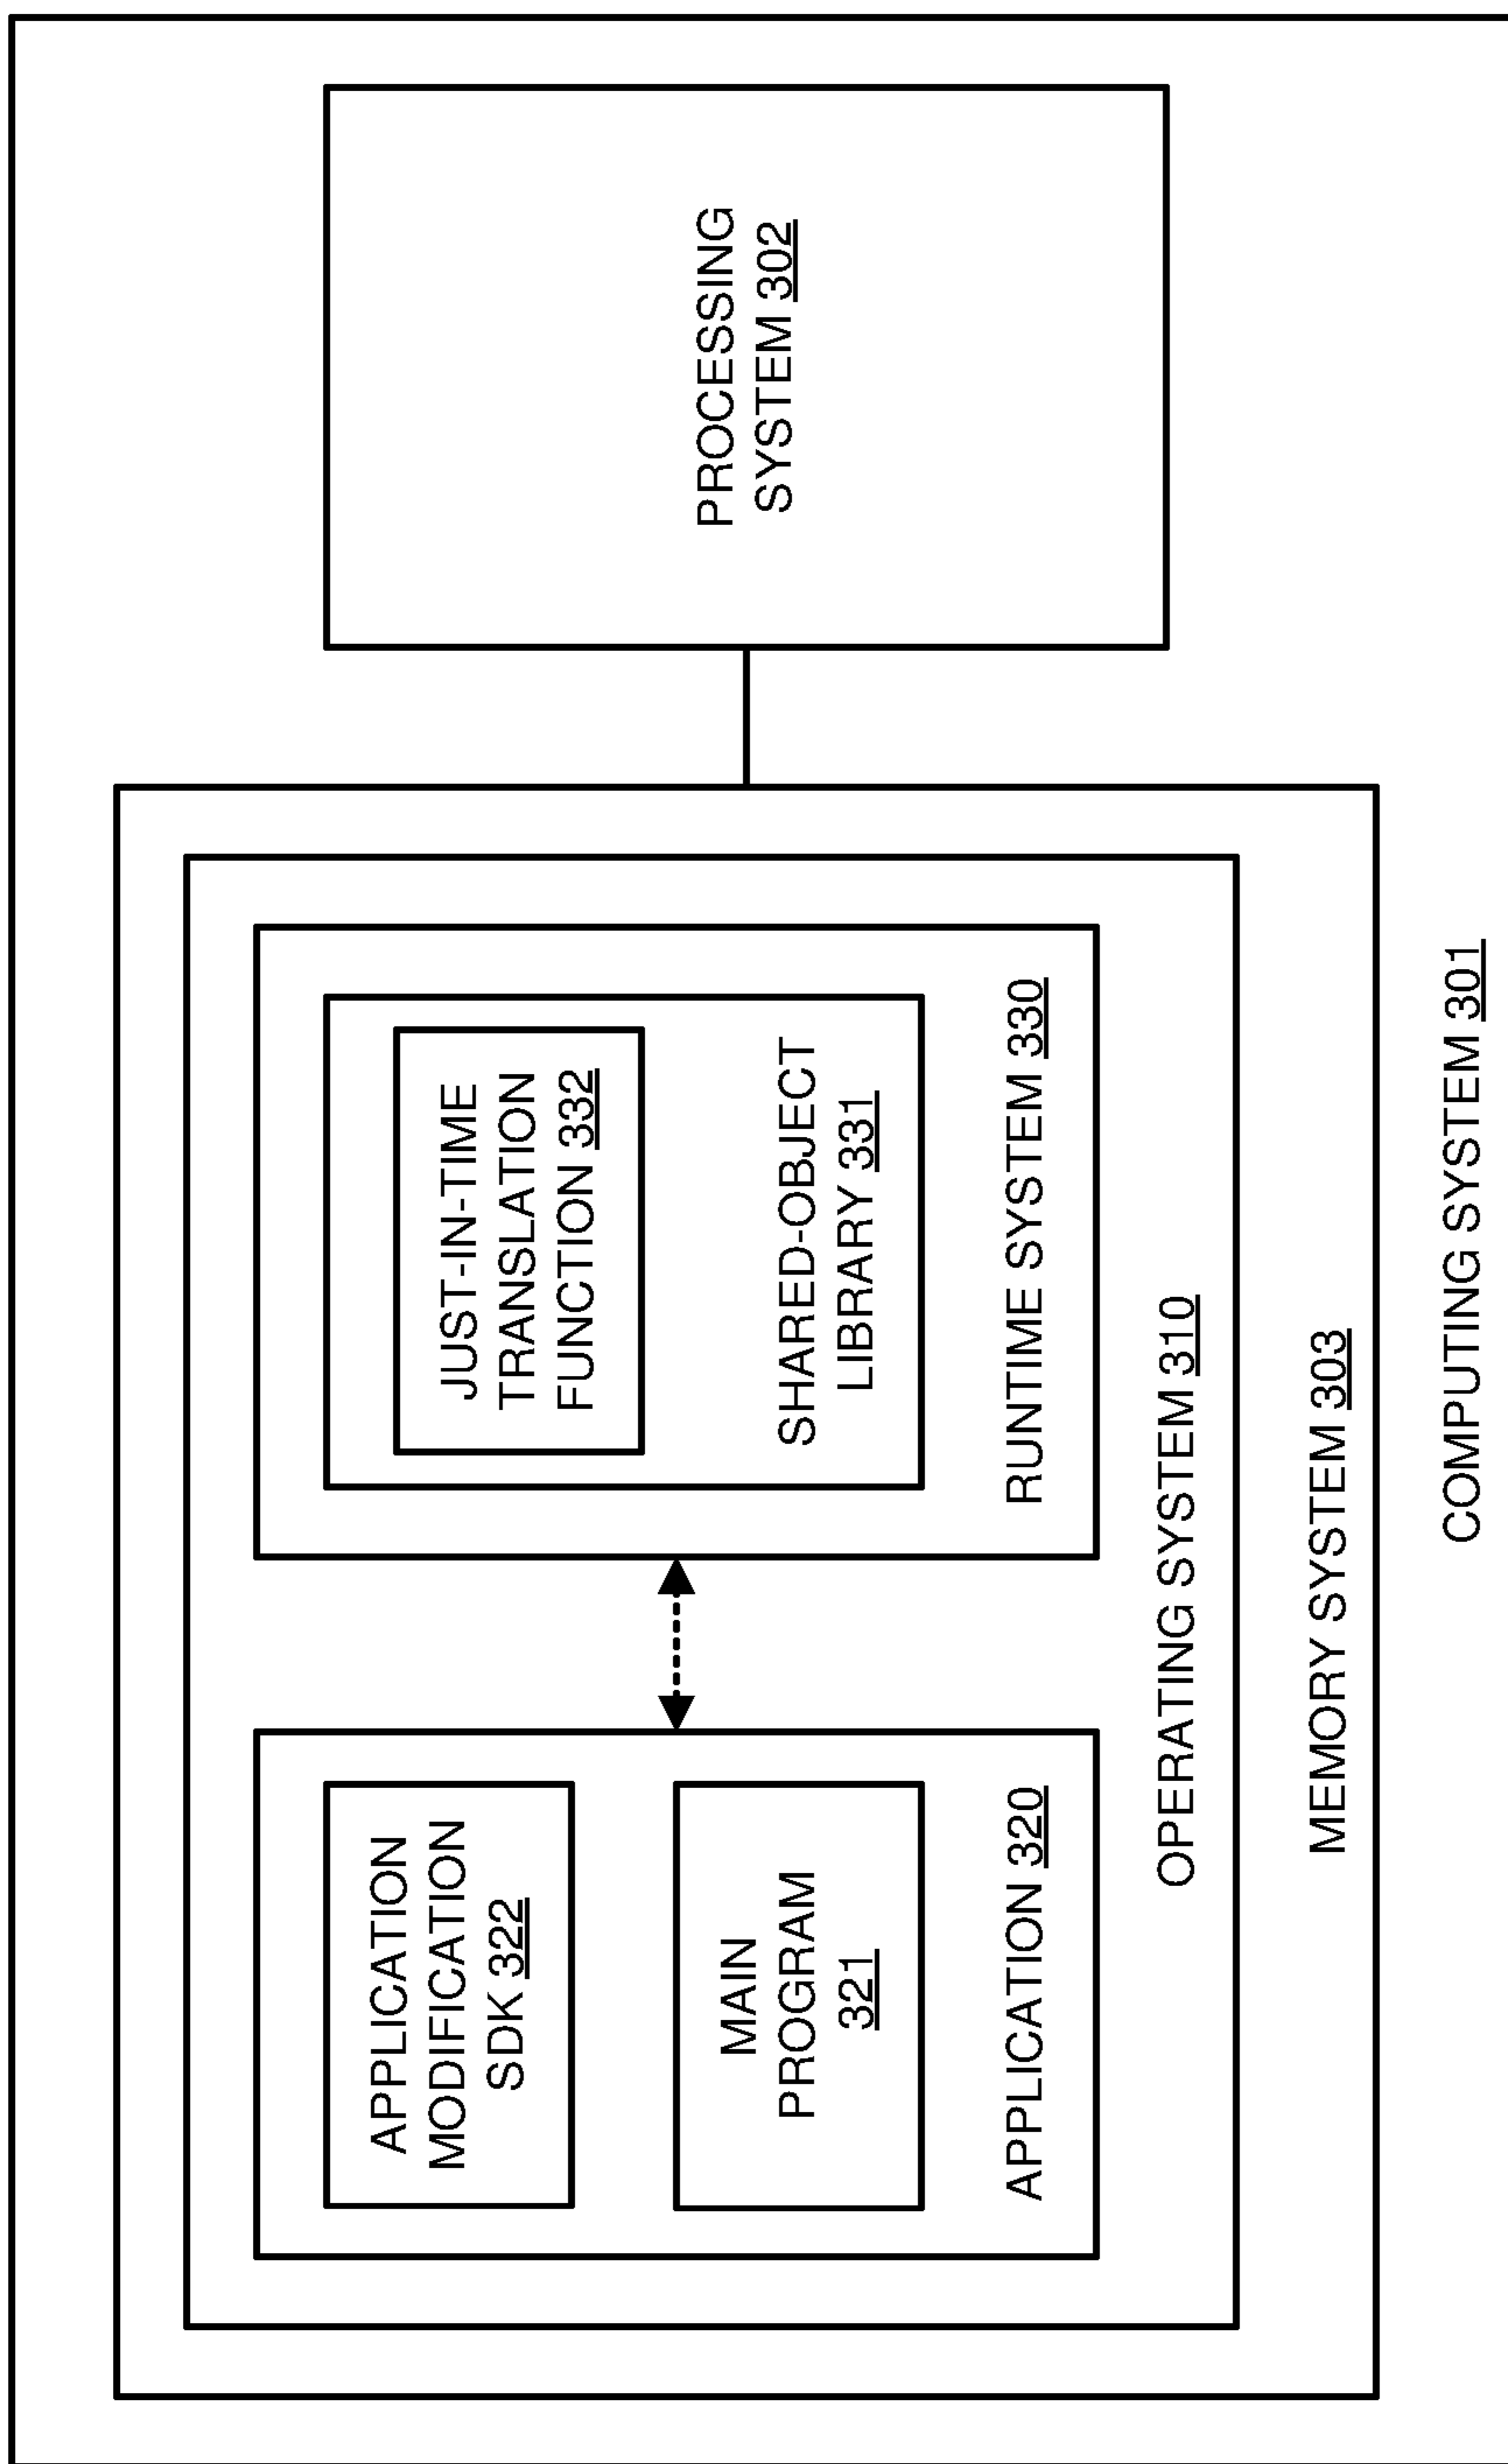 APPLICATION
MODIFICATION
SDK 322
MAIN
PROGRAM
321
APPLICATION 320
JUST-IN-TIME
TRANSLATION
FUNCTION 332
SHARED-OBJECT
LIBRARY 331
RUNTIME SYSTEM 330
OPERATING SYSTEM 310
MEMORY SYSTEM 303
PROCESSING
SYSTEM 302
COMPUTING SYSTEM 301